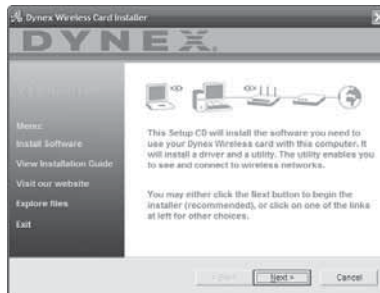 Dynex Wireless Card Installer
DYNEX.
Menu:
Install Software
View Installation Guide
Visit our website
Explore files
Exit
This Setup CD will install the software you need to
use your Dynex Wireless card with this computer. It
will install a driver and a utility. The utility enables you
to see and connect to wireless networks.
You may either click the Next button to begin the
installer (recommended), or click on one of the links
at left for other choices.
Next >
Cancel